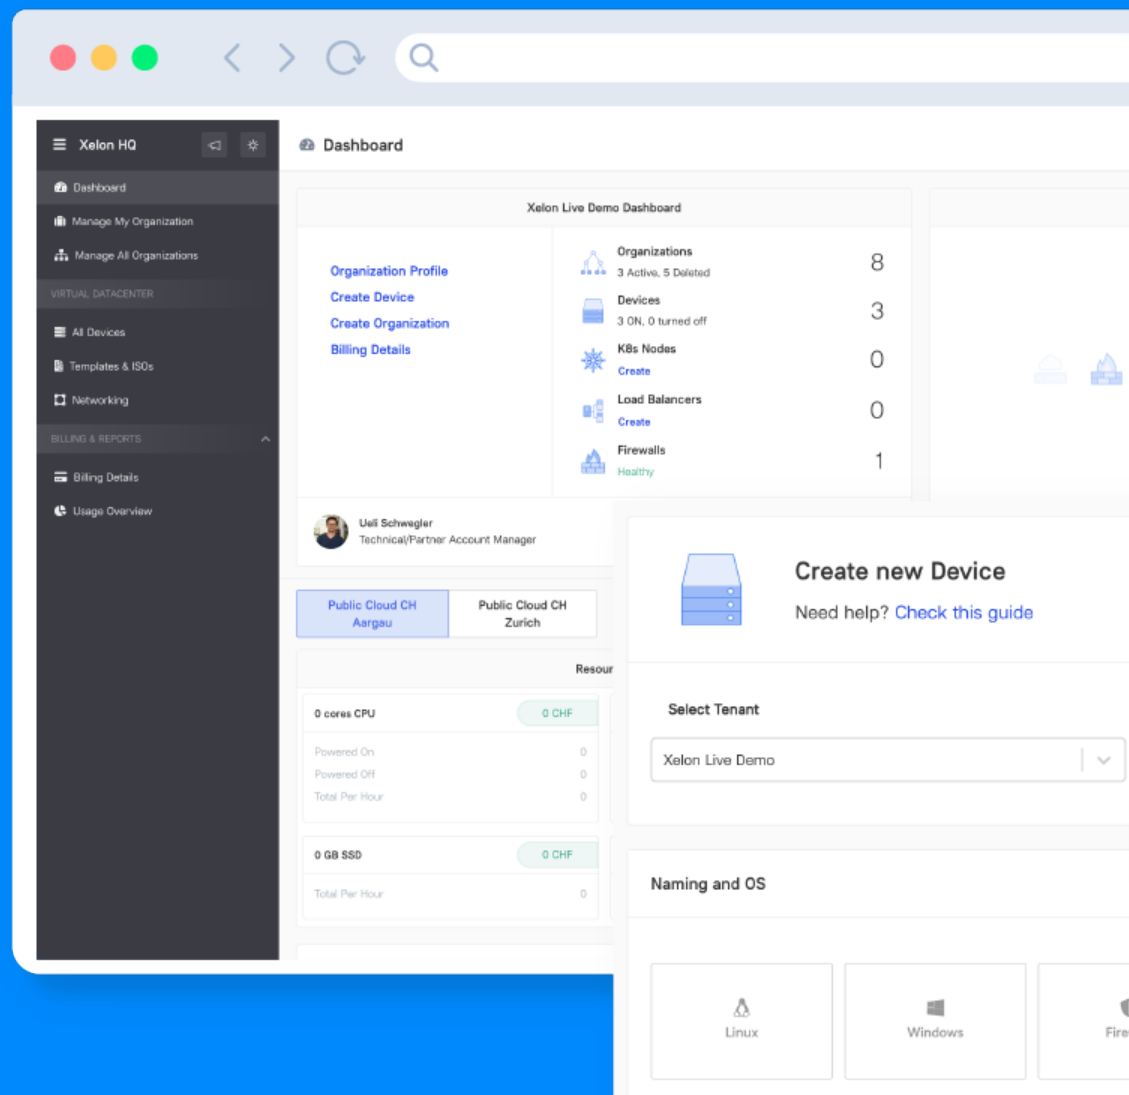 Xelon HQ
Dashboard
Manage My Organization
Manage All Organizations
VIRTUAL DATACENTER
All Devices
Templates & ISOs
Networking
BILLING & REPORTS
Billing Details
Usage Overview
Dashboard
Xelon Live Demo Dashboard
Organization Profile
Create Device
Create Organization
Billing Details
Organizations
3 Active, 5 Deleted
8
Devices
3 ON, 0 turned off
3
K8s Nodes
Create
0
Load Balancers
Create
0
Firewalls
Healthy
1
Ueli Schwegler
Technical/Partner Account Manager
Public Cloud CH
Aargau
Public Cloud CH
Zurich
Resour
0 cores CPU
0 CHF
Powered On 0
Powered Off 0
Total Per Hour 0
0 GB SSD
0 CHF
Total Per Hour 0
Create new Device
Need help? Check this guide
Select Tenant
Xelon Live Demo
Naming and OS
Linux
Windows
Fire